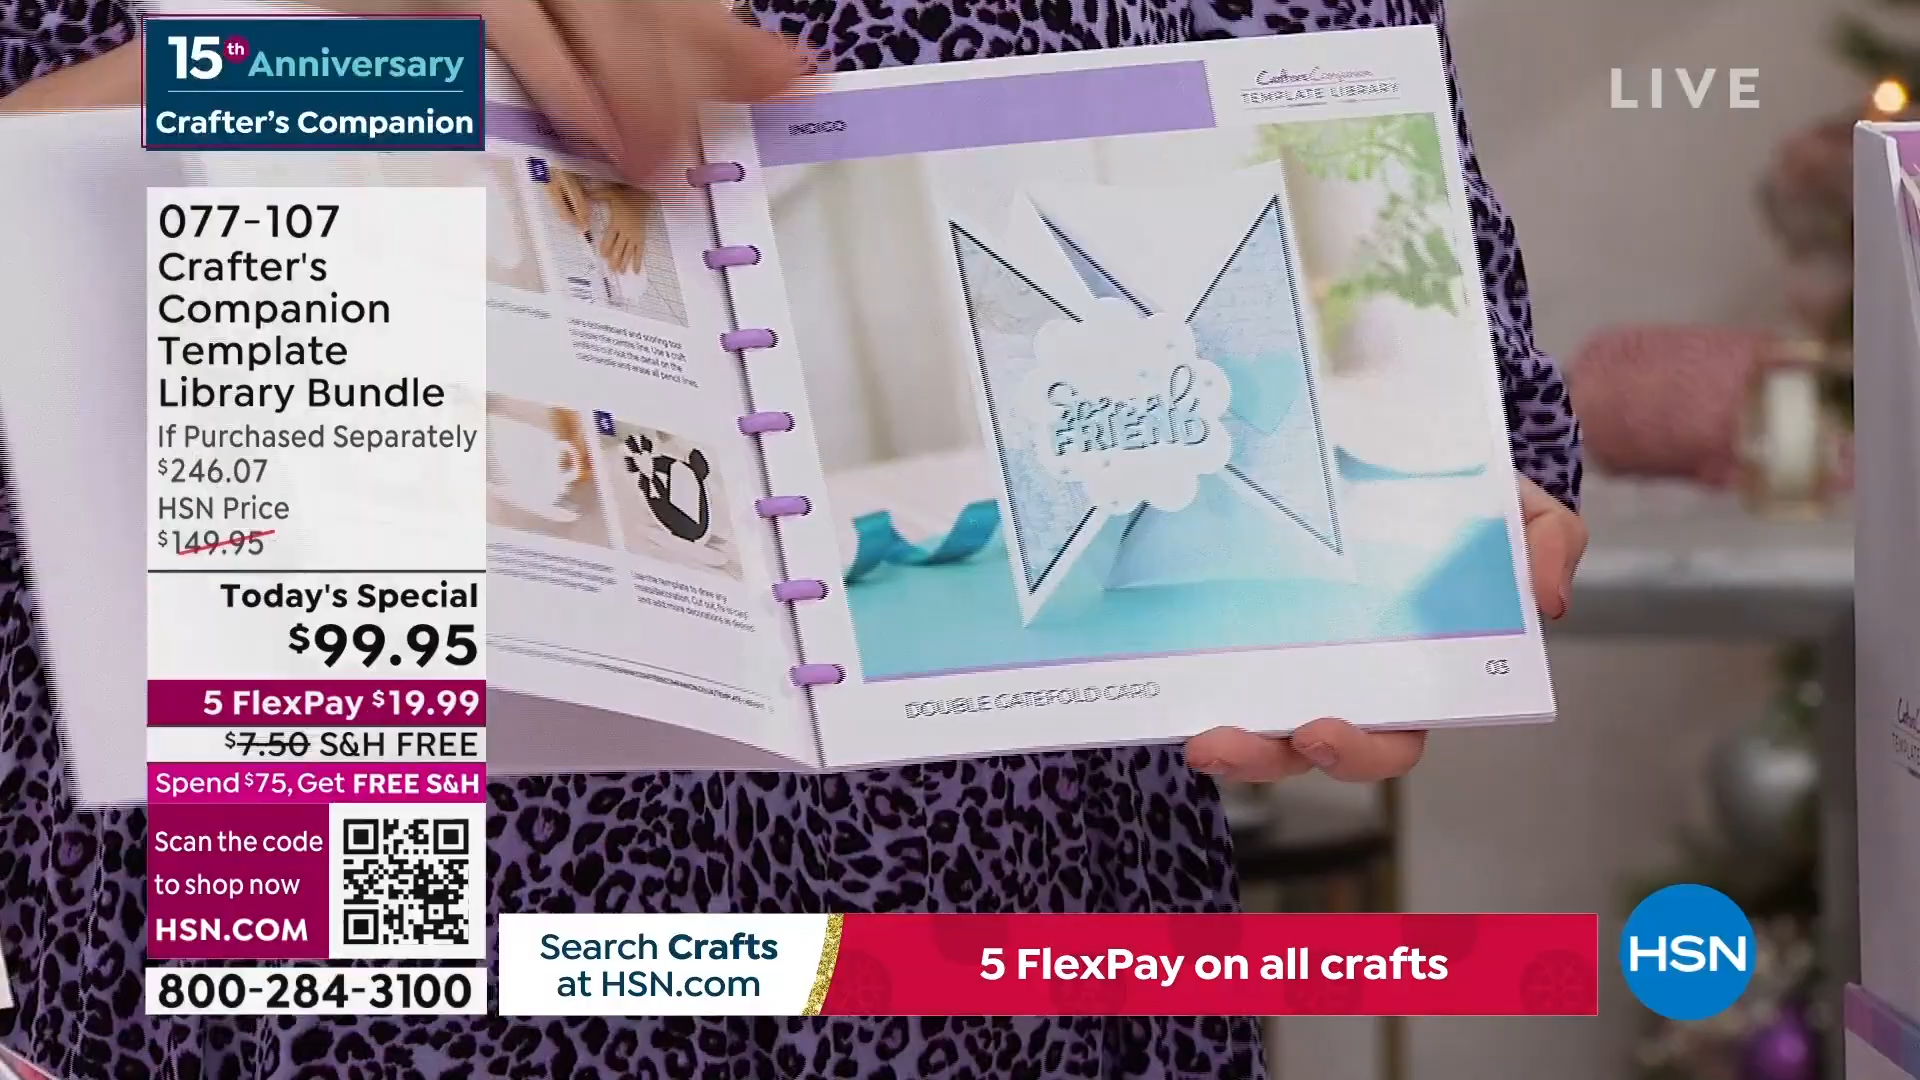 15th Anniversary
Crafter's Companion
077-107
Crafter's
Companion
Template
Library Bundle
If Purchased Separately
$246.07
HSN Price
$149.95
Today's Special
$99.95
5 FlexPay $19.99
$7.50 S&H FREE
Spend $75, Get FREE S&H
Scan the code
to shop now
HSN.COM
800-284-3100
INDIGO
Crafter's Companion
TEMPLATE LIBRARY
LIVE
Special
FRIEND
DOUBLE GATEFOLD CARD
03
Search Crafts
at HSN.com
5 FlexPay on all crafts
HSN